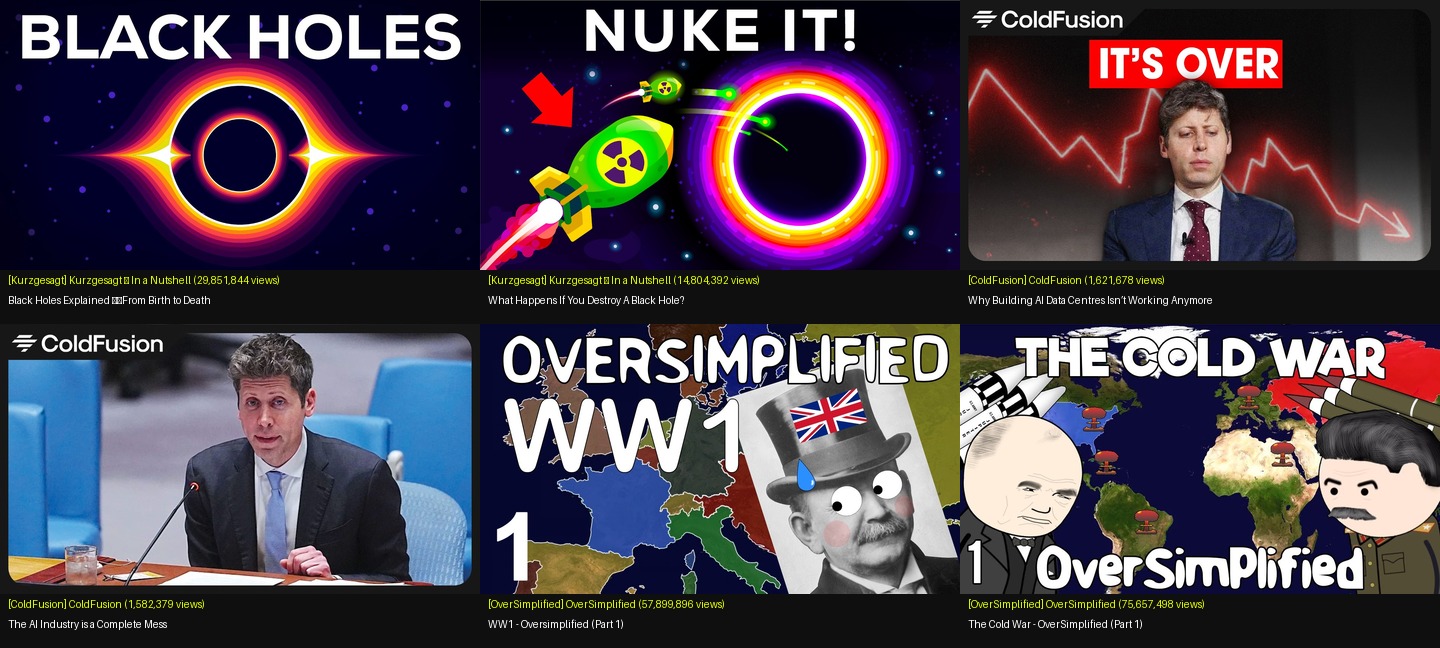 BLACK HOLES
[Kurzgesagt] Kurzgesagt In a Nutshell (29,851,844 views)
Black Holes Explained From Birth to Death
NUKE IT!
[Kurzgesagt] Kurzgesagt In a Nutshell (14,804,392 views)
What Happens If You Destroy A Black Hole?
ColdFusion
IT'S OVER
[ColdFusion] ColdFusion (1,621,678 views)
Why Building AI Data Centres Isn't Working Anymore
ColdFusion
[ColdFusion] ColdFusion (1,582,379 views)
The AI Industry is a Complete Mess
OVERSIMPLIFIED
WW1
1
[OverSimplified] OverSimplified (57,899,896 views)
WW1 - Oversimplified (Part 1)
THE COLD WAR
1
OverSimplified
[OverSimplified] OverSimplified (75,657,498 views)
The Cold War - OverSimplified (Part 1)